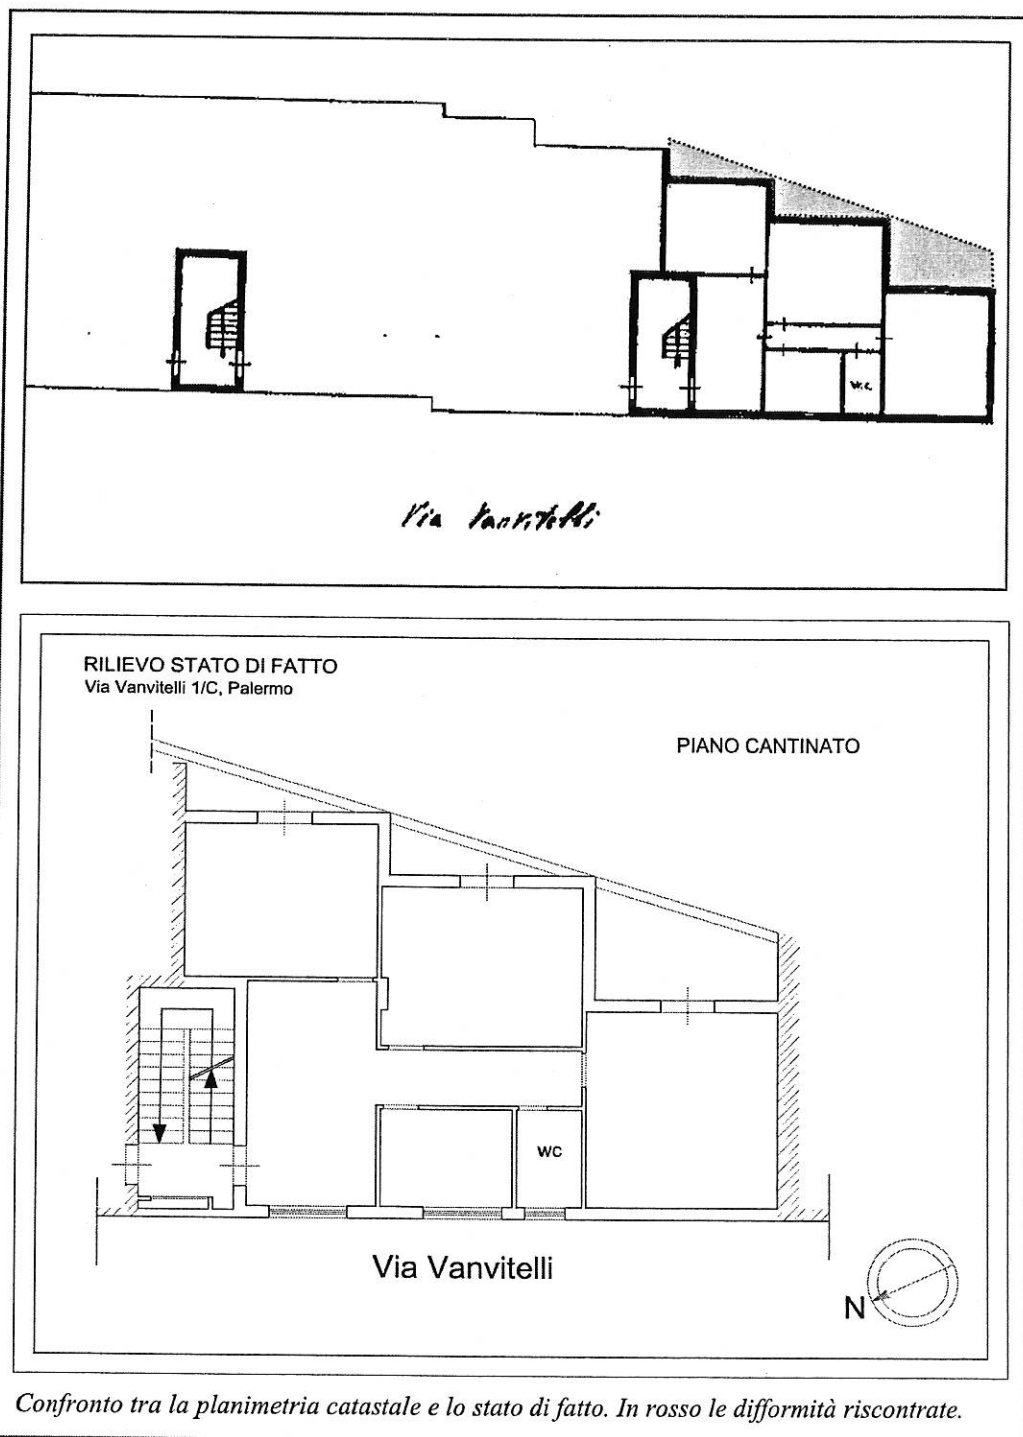 W.C.
Via Vanvitelli
RILIEVO STATO DI FATTO
Via Vanvitelli 1/C, Palermo
PIANO CANTINATO
WC
Via Vanvitelli
N
Confronto tra la planimetria catastale e lo stato di fatto. In rosso le difformità riscontrate.